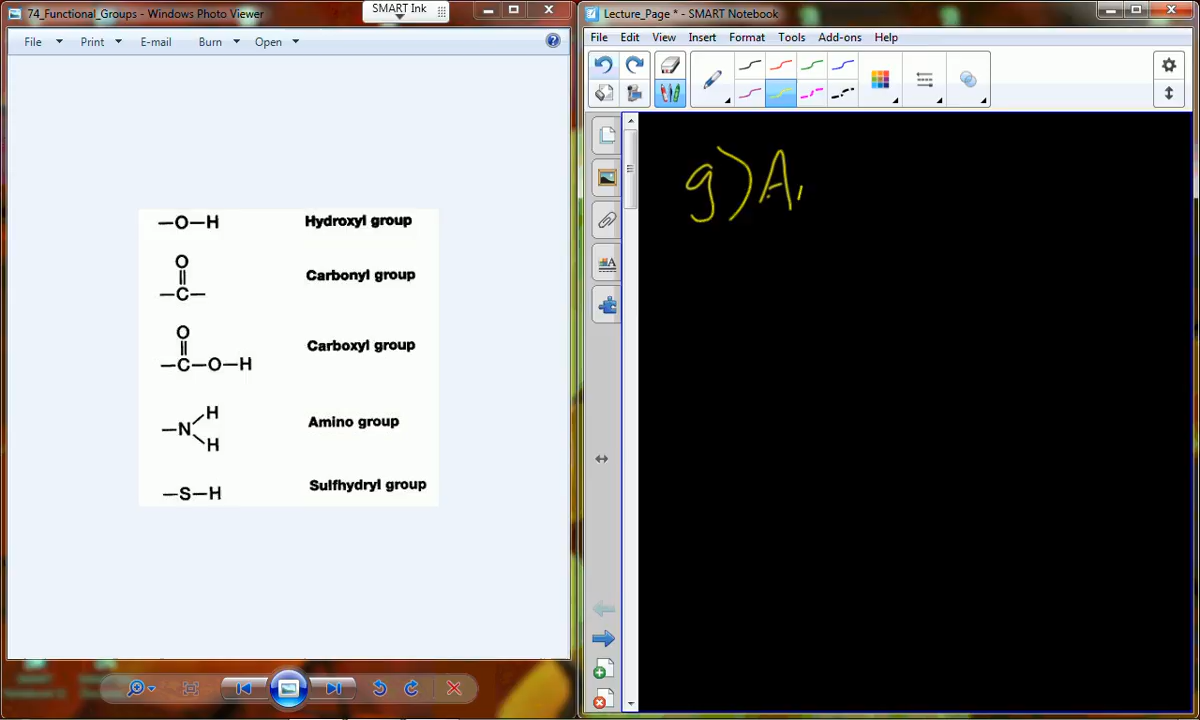 74_Functional_Groups - Windows Photo Viewer
SMART Ink
File Print E-mail Burn Open
O—H Hydroxyl group
O
C Carbonyl group
O
C—O—H Carboxyl group
H
N Amino group
H
S—H Sulfhydryl group
Lecture_Page * - SMART Notebook
File Edit View Insert Format Tools Add-ons Help
g) A